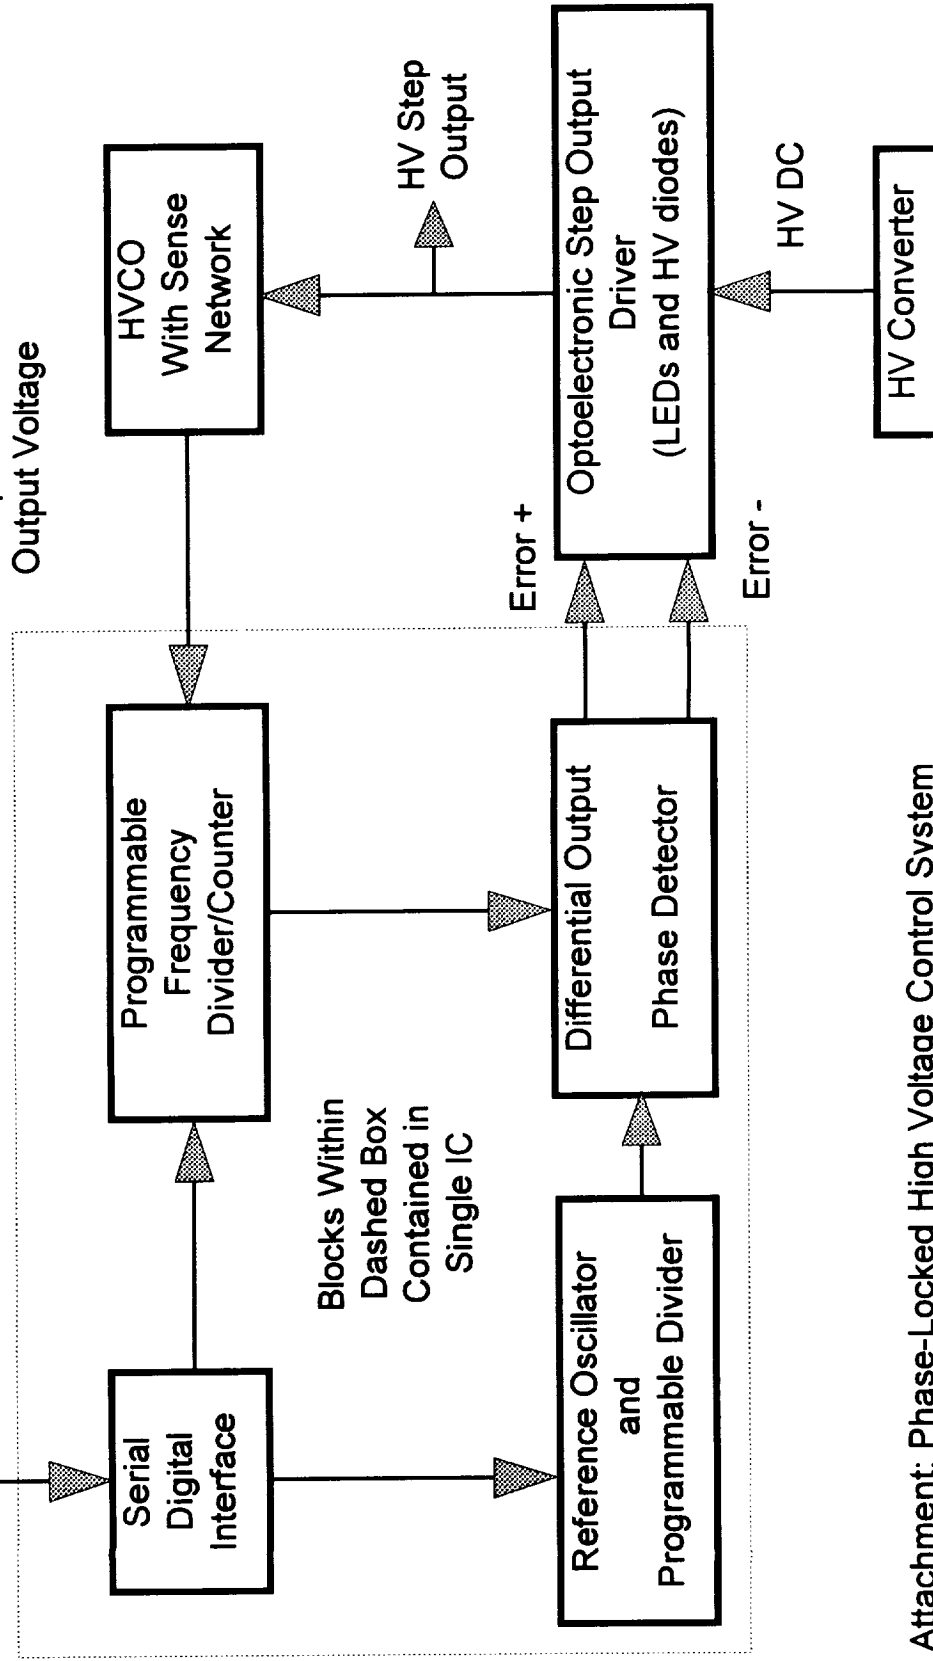 Output Voltage
Serial
Digital
Interface
Programmable
Frequency
Divider/Counter
HVCO
With Sense
Network
Blocks Within
Dashed Box
Contained in
Single IC
HV Step
Output
Reference Oscillator
and
Programmable Divider
Differential Output
Phase Detector
Error +
Error -
Optoelectronic Step Output
Driver
(LEDs and HV diodes)
HV DC
HV Converter
Attachment: Phase-Locked High Voltage Control System